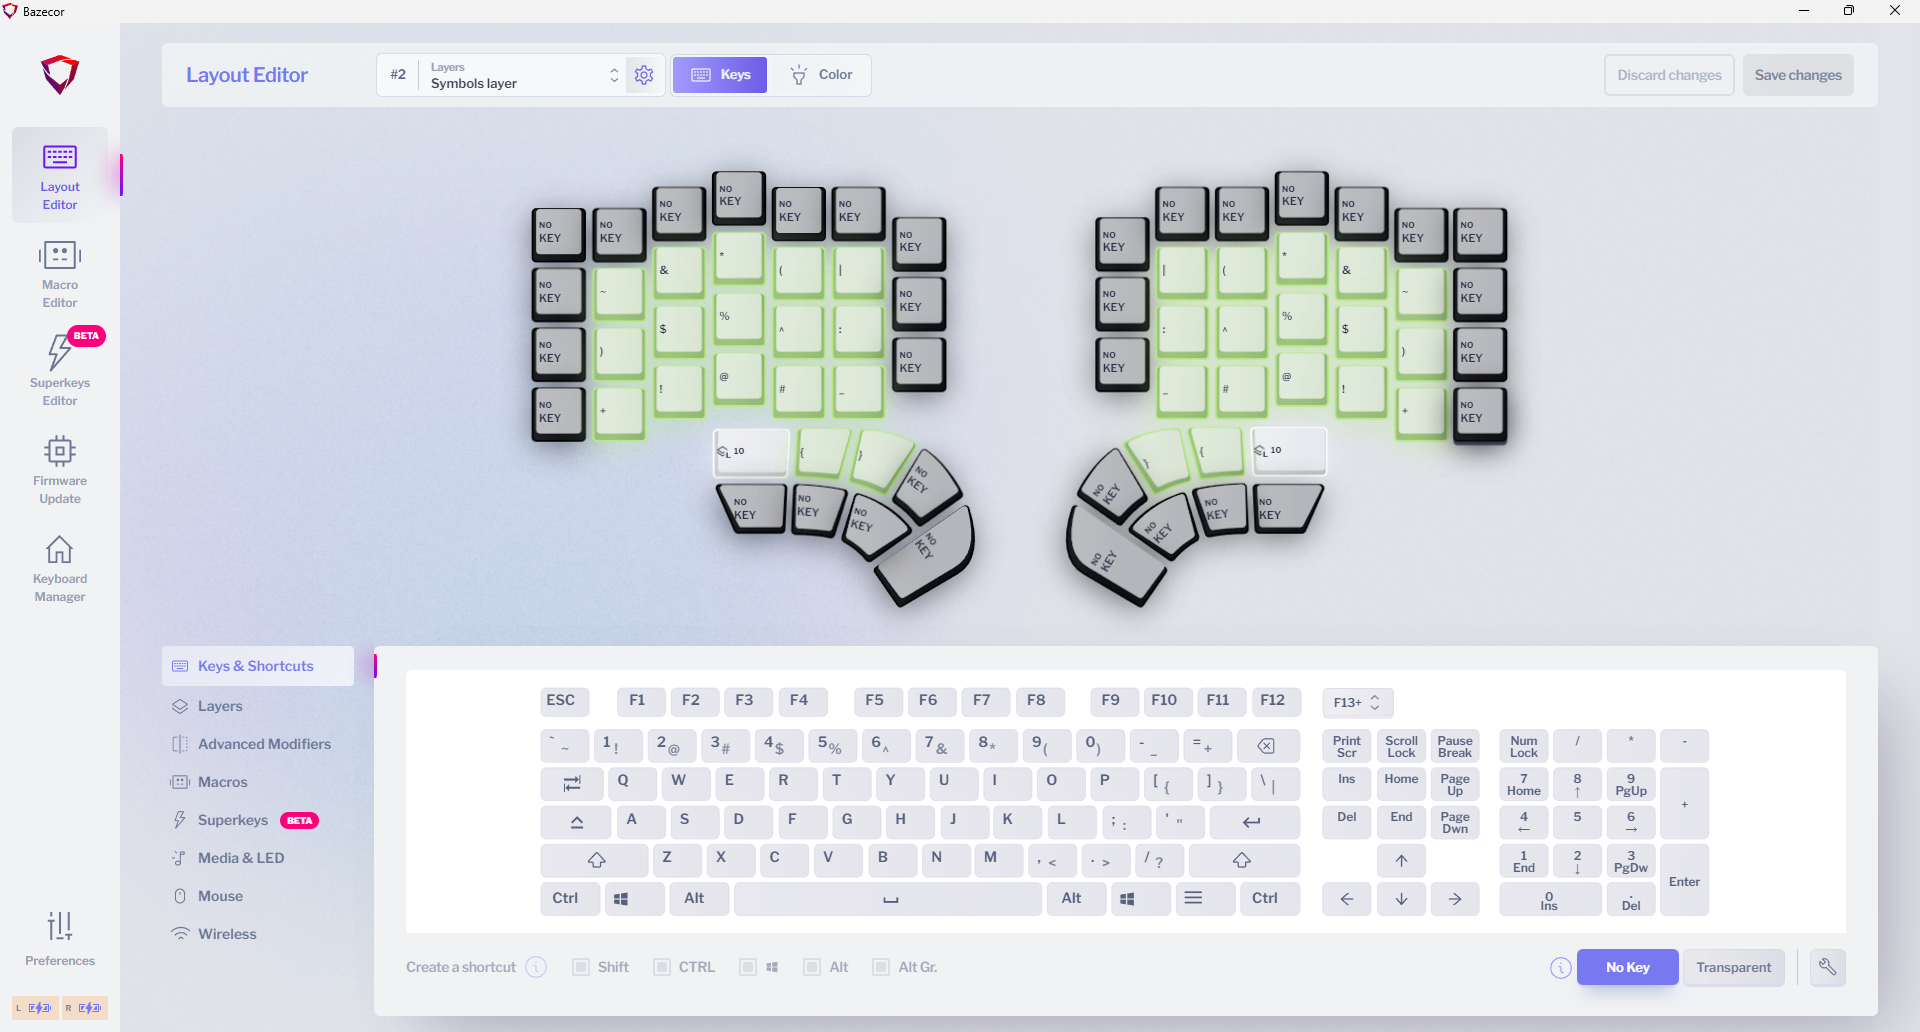 Bazecor
Layout Editor
#2
Layers
Symbols layer
Keys
Color
Discard changes
Save changes
Layout
Editor
Macro
Editor
BETA
Superkeys
Editor
Firmware
Update
Keyboard
Manager
Preferences
L
R
NO KEY NO KEY NO KEY NO KEY NO KEY NO KEY NO KEY
NO KEY ~ & * ( | NO KEY
NO KEY ) $ % ^ : NO KEY
NO KEY + ! @ # _
L 10 { } NO KEY
NO KEY NO KEY NO KEY NO KEY
NO KEY NO KEY NO KEY NO KEY NO KEY NO KEY NO KEY
NO KEY | ( * & ~ NO KEY
NO KEY : ^ % $ ) NO KEY
_ # @ ! + NO KEY
NO KEY } { L 10
NO KEY NO KEY NO KEY NO KEY
Keys & Shortcuts
Layers
Advanced Modifiers
Macros
Superkeys BETA
Media & LED
Mouse
Wireless
ESC F1 F2 F3 F4 F5 F6 F7 F8 F9 F10 F11 F12 F13+
` ~ 1 ! 2 @ 3 # 4 $ 5 % 6 ^ 7 & 8 * 9 ( 0 ) - _ = + Print Scr Scroll Lock Pause Break Num Lock / * -
Q W E R T Y U I O P [ { ] } \ | Ins Home Page Up 7 Home 8 ↑ 9 PgUp +
A S D F G H J K L ; : ' " Del End Page Dwn 4 ← 5 6 →
Z X C V B N M , < . > / ? ↑ 1 End 2 ↓ 3 PgDw Enter
Ctrl Alt Alt Ctrl ← ↓ → 0 Ins . Del
Create a shortcut
Shift
CTRL
Alt
Alt Gr.
No Key
Transparent